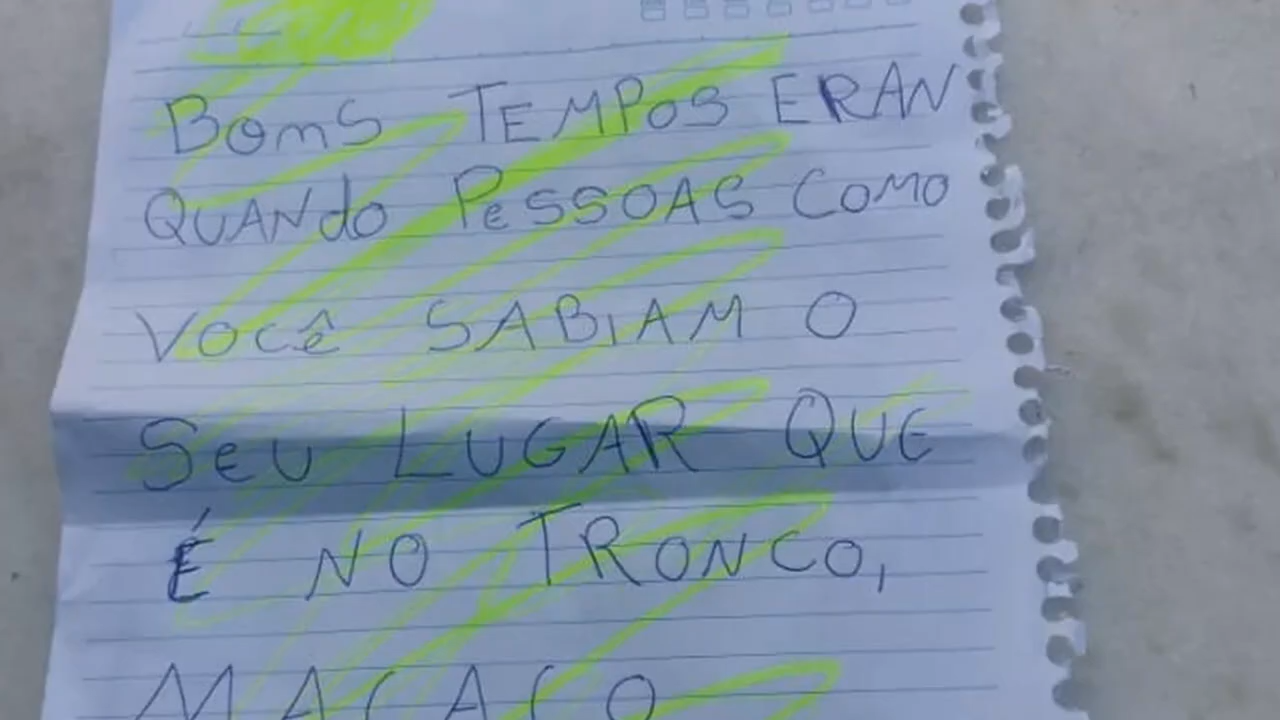 BOmS TEMPOS ERAN
QUANdO PeSSOAS COMO
VOCÊ SABIAM O
SeU LUGAR QUE
É NO TRONCO,
MACACO